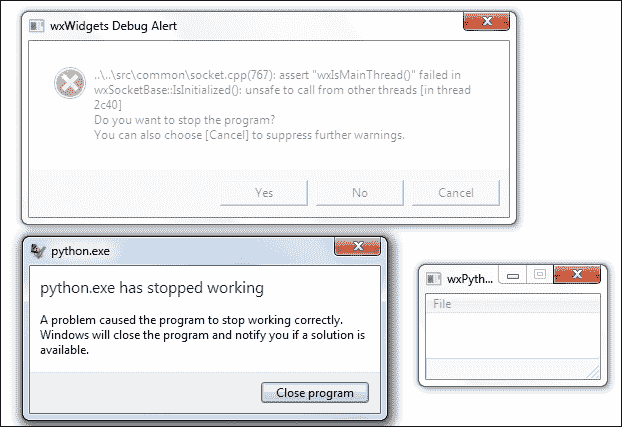 wxWidgets Debug Alert
..\..\src\common\socket.cpp(767): assert "wxIsMainThread()" failed in
wxSocketBase::IsInitialized(): unsafe to call from other threads [in thread
2c40]
Do you want to stop the program?
You can also choose [Cancel] to suppress further warnings.
Yes No Cancel
python.exe
python.exe has stopped working
A problem caused the program to stop working correctly.
Windows will close the program and notify you if a solution is
available.
Close program
wxPyth...
File